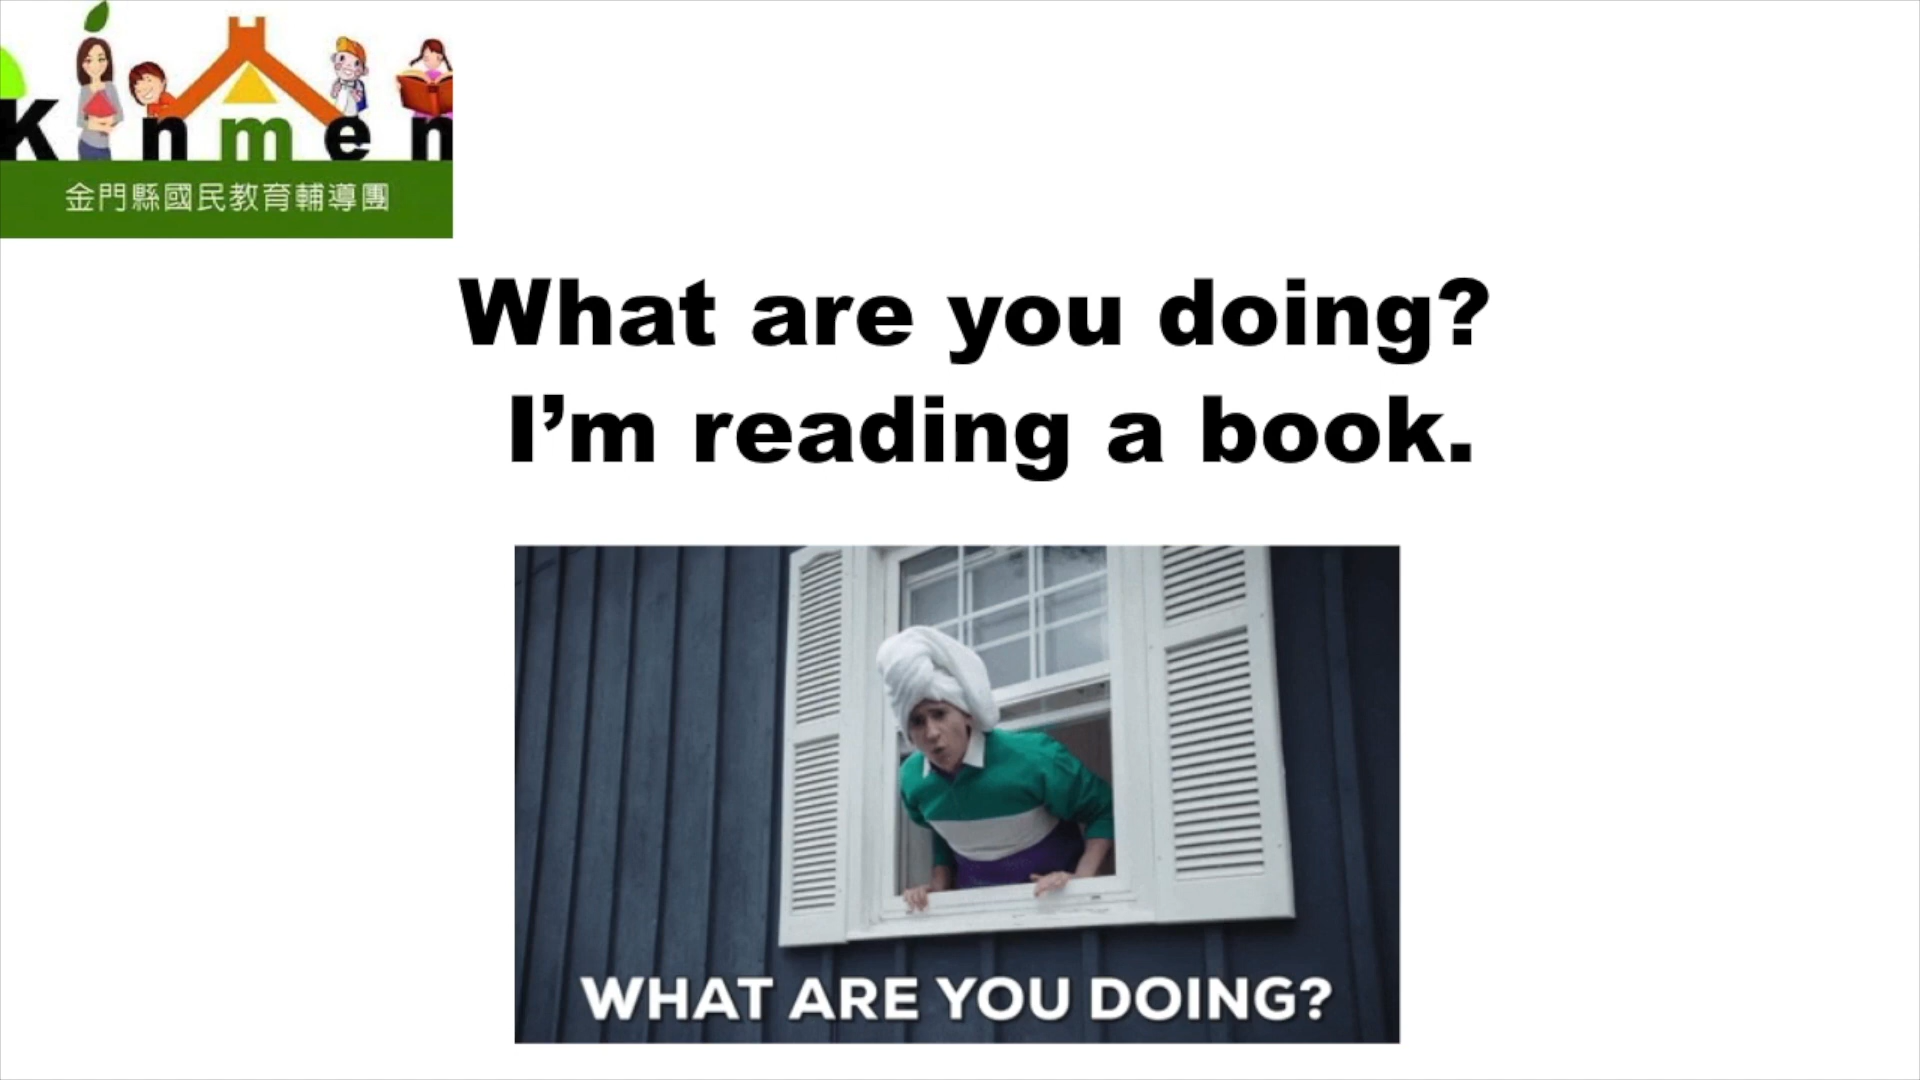 Kinmen
金門縣國民教育輔導團
What are you doing?
I’m reading a book.
WHAT ARE YOU DOING?